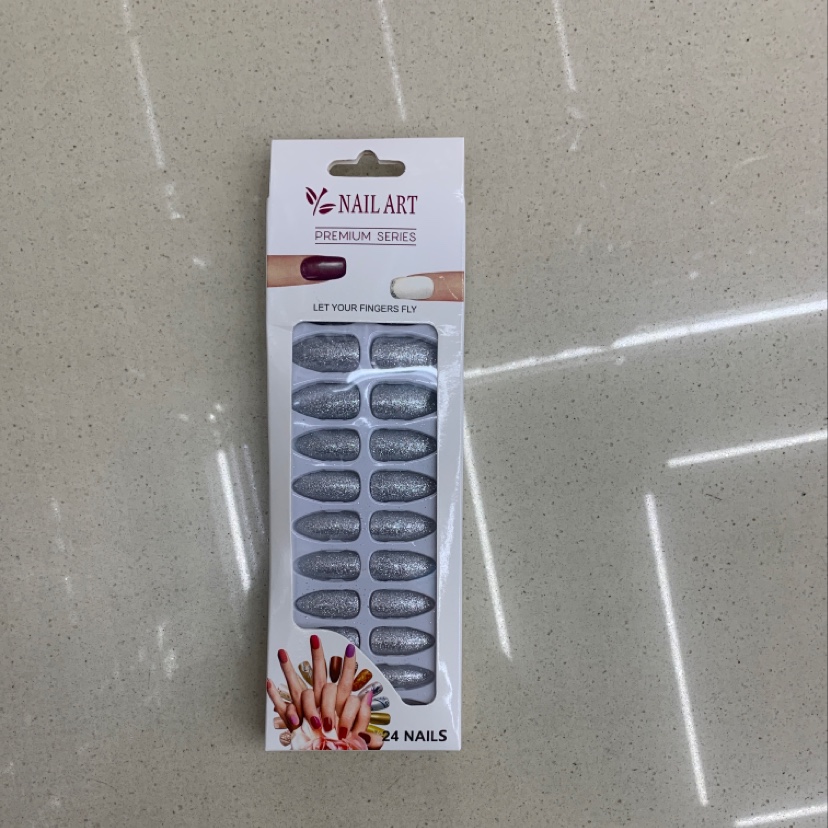 NAIL ART
PREMIUM SERIES
LET YOUR FINGERS FLY
24 NAILS